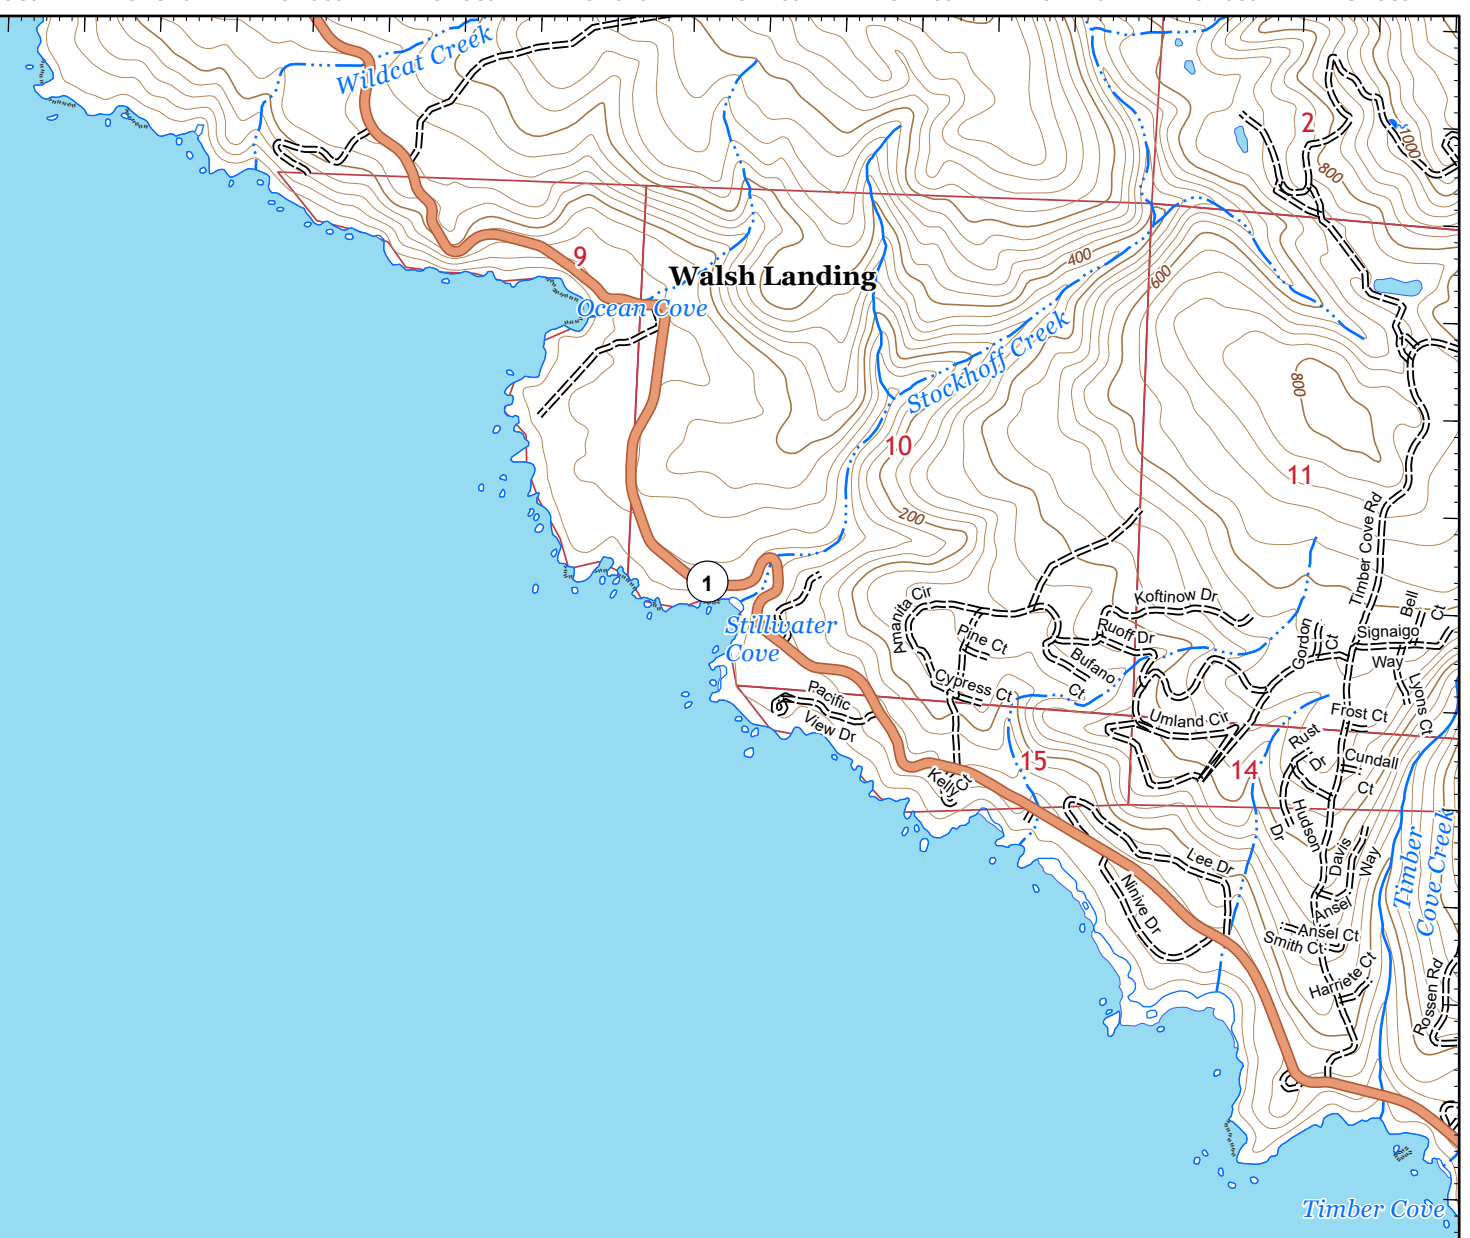 Wildcat Creek
2
1000
800
9
Walsh Landing
400
600
Ocean Cove
Stockhoff Creek
800
10
11
200
Timber Cove Rd
1
Amanita Cir
Koftinow Dr
Bell
Ct
Stillwater
Cove
Pine Ct
Ruoff Dr
Gordon
Ct
Signaigo
Way
Bufano
Ct
Cypress Ct
Lyons Ct
Pacific
View Dr
Umland Cir
Frost Ct
Rust
Dr
15
14
Cundall
Ct
Kelly Ct
Hudson
Dr
Davis
Way
Timber
Cove Creek
Lee Dr
Ninive Dr
Ansel
Ansel Ct
Smith Ct
Harriete Ct
Rossen Rd
Timber Cove